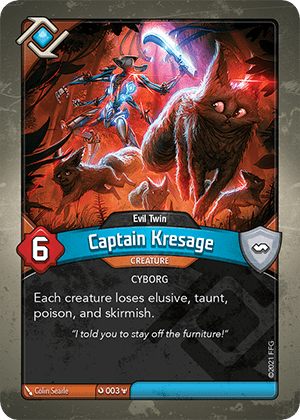 Evil Twin
Captain Kresage
6
CREATURE
CYBORG
Each creature loses elusive, taunt,
poison, and skirmish.
"I told you to stay off the furniture!"
©2021 FFG
Colin Searle
003